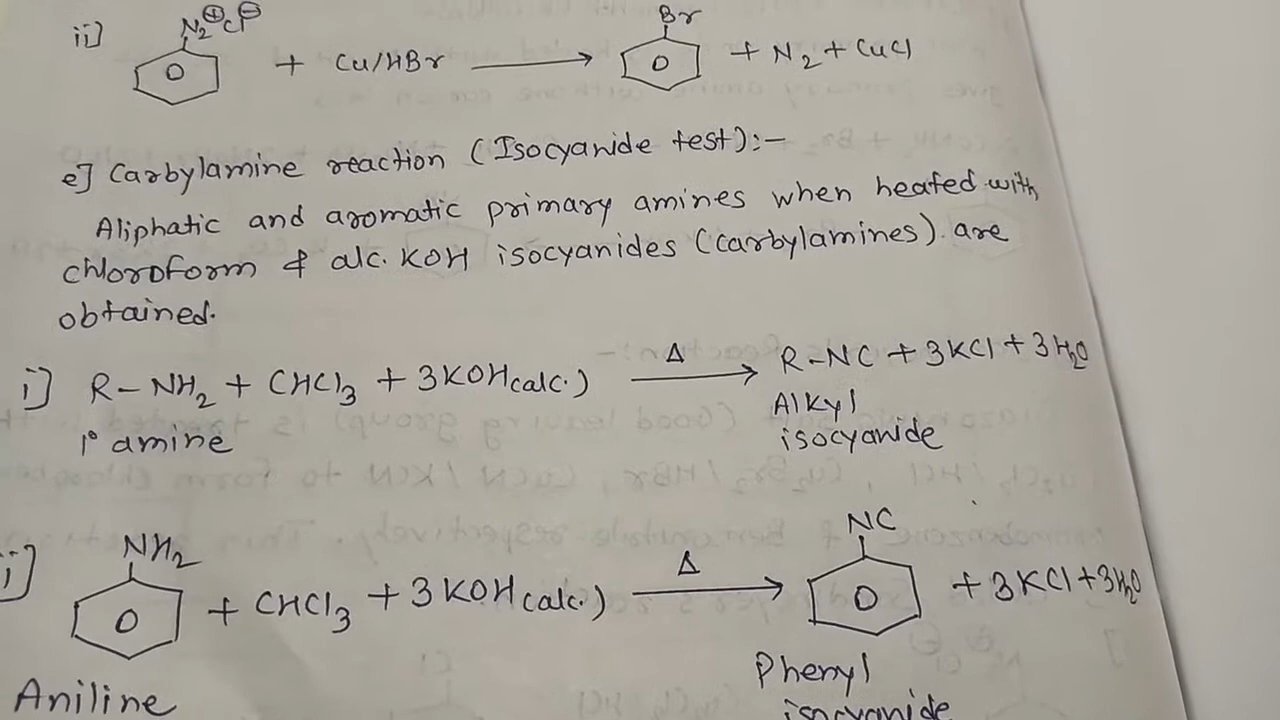 ii] N₂⊕Cl⊖ + Cu/HBr ⟶ Br + N₂ + CuCl
e] Carbylamine reaction (Isocyanide test):-
Aliphatic and aromatic primary amines when heated with
chloroform & alc. KOH isocyanides (carbylamines). are
obtained.
i] R-NH₂ + CHCl₃ + 3KOH(alc.) Δ⟶ R-NC + 3KCl + 3H₂O
1° amine Alkyl
isocyanide
i] NH₂ + CHCl₃ + 3KOH(alc.) Δ⟶ NC + 3KCl + 3H₂O
Aniline Phenyl
isocyanide